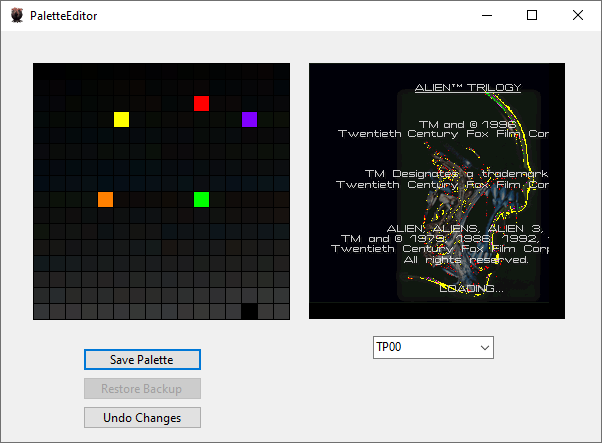 PaletteEditor
ALIEN™ TRILOGY
TM and © 1996
Twentieth Century Fox Film Cor
TM Designates a trademark
Twentieth Century Fox Film Cor
ALIEN, ALIENS, ALIEN 3,
TM and © 1979, 1986, 1992,
Twentieth Century Fox Film Corp
All rights reserved.
LOADING...
TP00
Save Palette
Restore Backup
Undo Changes